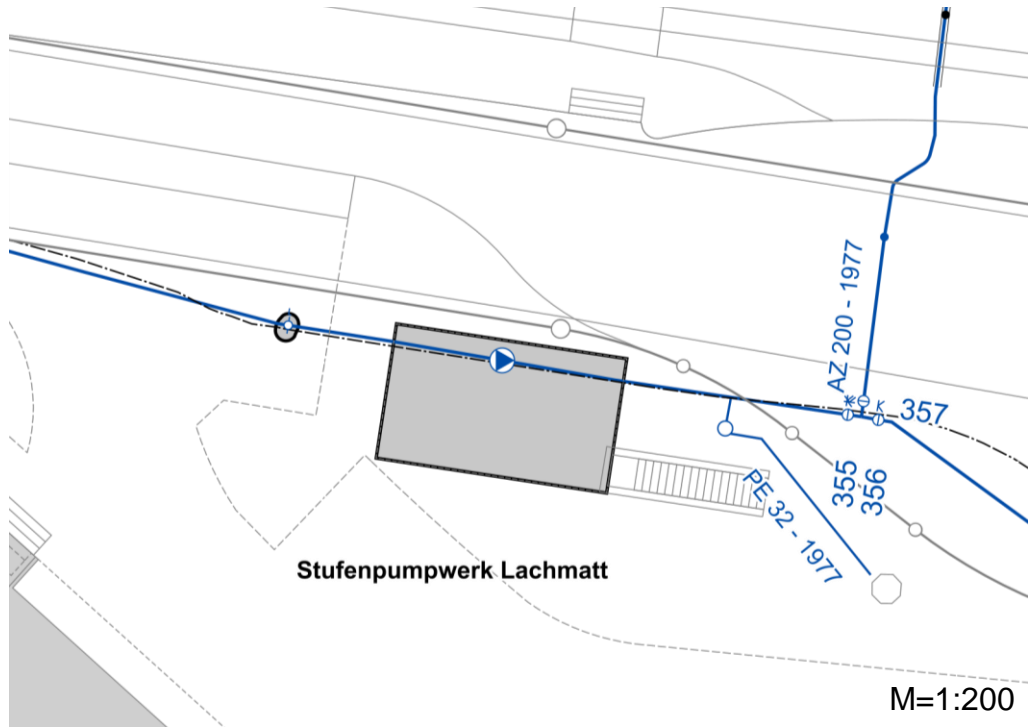 AZ 200 - 1977
K
357
355
356
PE 32 - 1977
Stufenpumpwerk Lachmatt
M=1:200